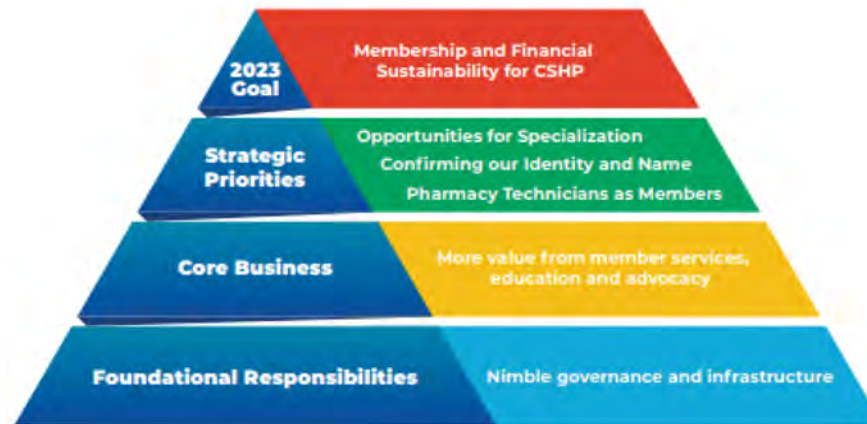 2023
Goal
Membership and Financial
Sustainability for CSHP
Strategic
Priorities
Opportunities for Specialization
Confirming our Identity and Name
Pharmacy Technicians as Members
Core Business
More value from member services,
education and advocacy
Foundational Responsibilities
Nimble governance and infrastructure